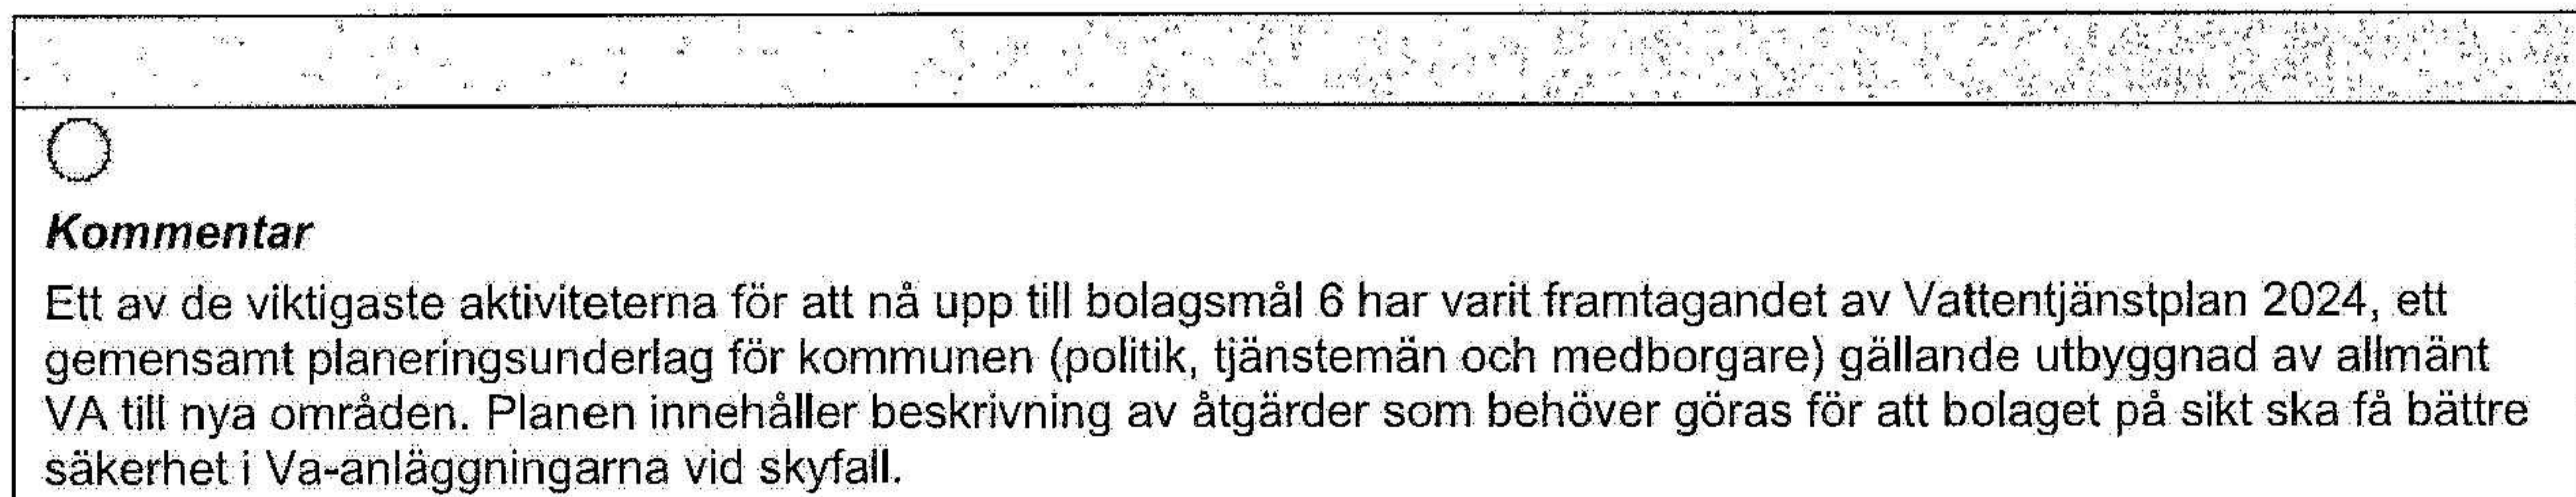 Kommentar
Ett av de viktigaste aktiviteterna för att nå upp till bolagsmål 6 har varit framtagandet av Vattentjänstplan 2024, ett
gemensamt planeringsunderlag för kommunen (politik, tjänstemän och medborgare) gällande utbyggnad av allmänt
VA till nya områden. Planen innehåller beskrivning av åtgärder som behöver göras för att bolaget på sikt ska få bättre
säkerhet i Va-anläggningarna vid skyfall.